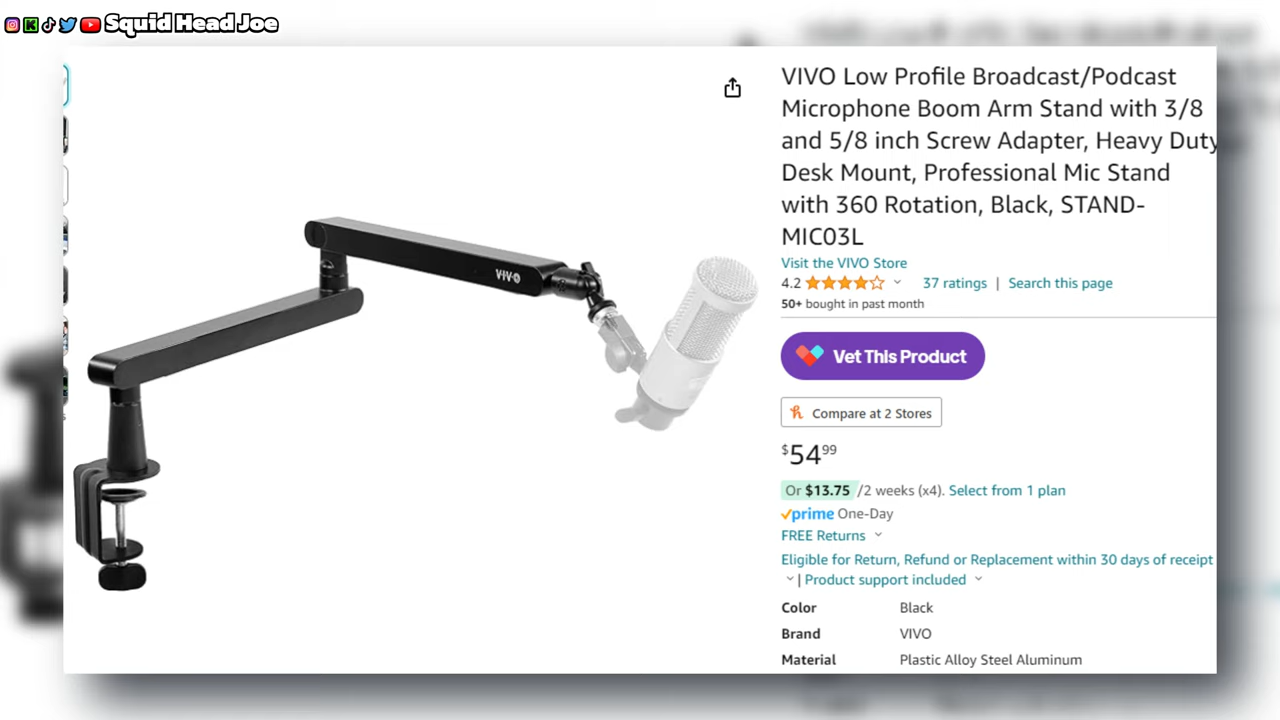 Squid Head Joe
VIVO Low Profile Broadcast/Podcast
Microphone Boom Arm Stand with 3/8
and 5/8 inch Screw Adapter, Heavy Duty
Desk Mount, Professional Mic Stand
with 360 Rotation, Black, STAND-
MIC03L
Visit the VIVO Store
4.2 37 ratings | Search this page
50+ bought in past month
Vet This Product
Compare at 2 Stores
$54.99
Or $13.75 /2 weeks (x4). Select from 1 plan
prime One-Day
FREE Returns
Eligible for Return, Refund or Replacement within 30 days of receipt
| Product support included
Color Black
Brand VIVO
Material Plastic Alloy Steel Aluminum
VIVO